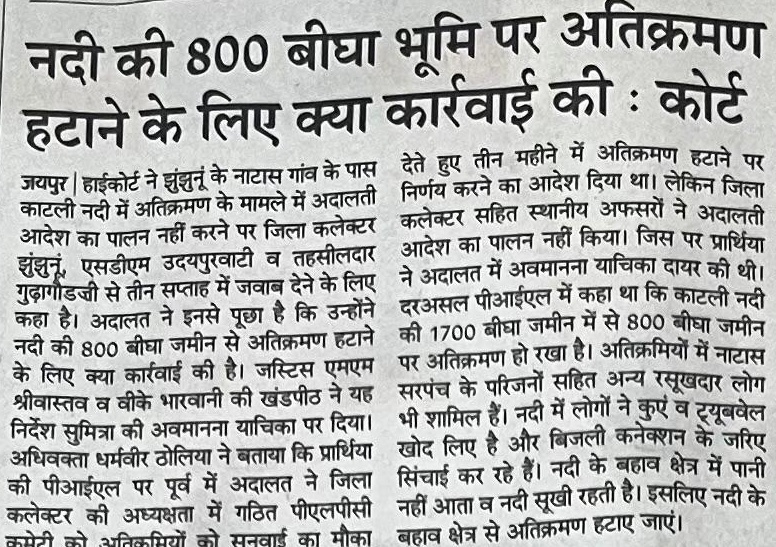 नदी की 800 बीघा भूमि पर अतिक्रमण
हटाने के लिए क्या कार्रवाई की : कोर्ट
जयपुर | हाईकोर्ट ने झुंझुनूं के नाटास गांव के पास
काटली नदी में अतिक्रमण के मामले में अदालती
आदेश का पालन नहीं करने पर जिला कलेक्टर
झुंझुनूं, एसडीएम उदयपुरवाटी व तहसीलदार
गुढ़ागौडजी से तीन सप्ताह में जवाब देने के लिए
कहा है। अदालत ने इनसे पूछा है कि उन्होंने
नदी की 800 बीघा जमीन से अतिक्रमण हटाने
के लिए क्या कार्रवाई की है। जस्टिस एमएम
श्रीवास्तव व वीके भारवानी की खंडपीठ ने यह
निर्देश सुमित्रा की अवमानना याचिका पर दिया।
अधिवक्ता धर्मवीर ठोलिया ने बताया कि प्रार्थिया
की पीआईएल पर पूर्व में अदालत ने जिला
कलेक्टर की अध्यक्षता में गठित पीएलपीसी
कमेटी को अतिक्रमियों को सुनवाई का मौका
देते हुए तीन महीने में अतिक्रमण हटाने पर
निर्णय करने का आदेश दिया था। लेकिन जिला
कलेक्टर सहित स्थानीय अफसरों ने अदालती
आदेश का पालन नहीं किया। जिस पर प्रार्थिया
ने अदालत में अवमानना याचिका दायर की थी।
दरअसल पीआईएल में कहा था कि काटली नदी
की 1700 बीघा जमीन में से 800 बीघा जमीन
पर अतिक्रमण हो रखा है। अतिक्रमियों में नाटास
सरपंच के परिजनों सहित अन्य रसूखदार लोग
भी शामिल हैं। नदी में लोगों ने कुएं व ट्यूबवेल
खोद लिए है और बिजली कनेक्शन के जरिए
सिंचाई कर रहे हैं। नदी के बहाव क्षेत्र में पानी
नहीं आता व नदी सूखी रहती है। इसलिए नदी के
बहाव क्षेत्र से अतिक्रमण हटाए जाएं।